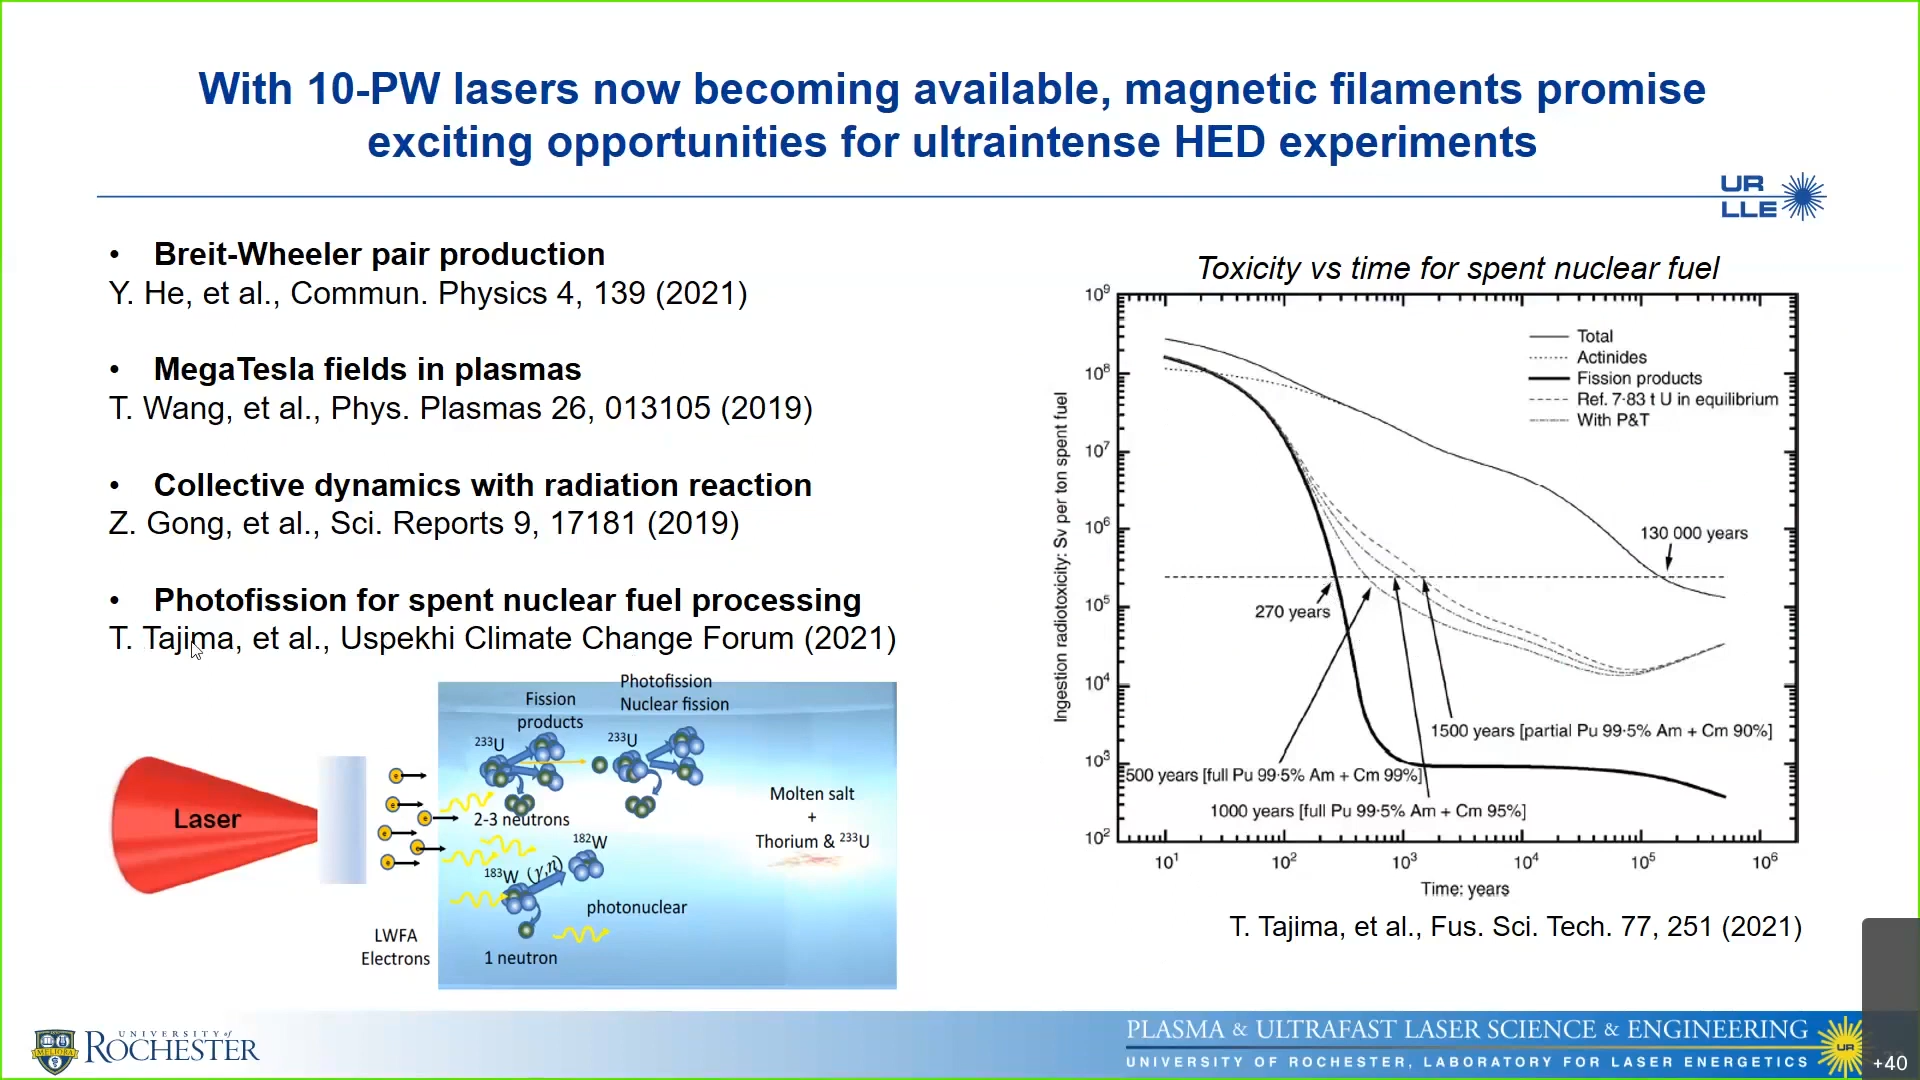 With 10-PW lasers now becoming available, magnetic filaments promise
exciting opportunities for ultraintense HED experiments
UR
LLE
• Breit-Wheeler pair production
Y. He, et al., Commun. Physics 4, 139 (2021)
• MegaTesla fields in plasmas
T. Wang, et al., Phys. Plasmas 26, 013105 (2019)
• Collective dynamics with radiation reaction
Z. Gong, et al., Sci. Reports 9, 17181 (2019)
• Photofission for spent nuclear fuel processing
T. Tajima, et al., Uspekhi Climate Change Forum (2021)
Laser
LWFA
Electrons
Fission
products
Photofission
Nuclear fission
²³³U
²³³U
2-3 neutrons
¹⁸²W
¹⁸³W (γ,n)
photonuclear
1 neutron
Molten salt
+
Thorium & ²³³U
Toxicity vs time for spent nuclear fuel
Ingestion radiotoxicity: Sv per ton spent fuel
10⁹
10⁸
10⁷
10⁶
10⁵
10⁴
10³
10²
Total
Actinides
Fission products
Ref. 7·83 t U in equilibrium
With P&T
130 000 years
270 years
1500 years [partial Pu 99·5% Am + Cm 90%]
500 years [full Pu 99·5% Am + Cm 99%]
1000 years [full Pu 99·5% Am + Cm 95%]
10¹ 10² 10³ 10⁴ 10⁵ 10⁶
Time: years
T. Tajima, et al., Fus. Sci. Tech. 77, 251 (2021)
MELIORA
UNIVERSITY of
ROCHESTER
PLASMA & ULTRAFAST LASER SCIENCE & ENGINEERING
UNIVERSITY OF ROCHESTER, LABORATORY FOR LASER ENERGETICS
UR
+40